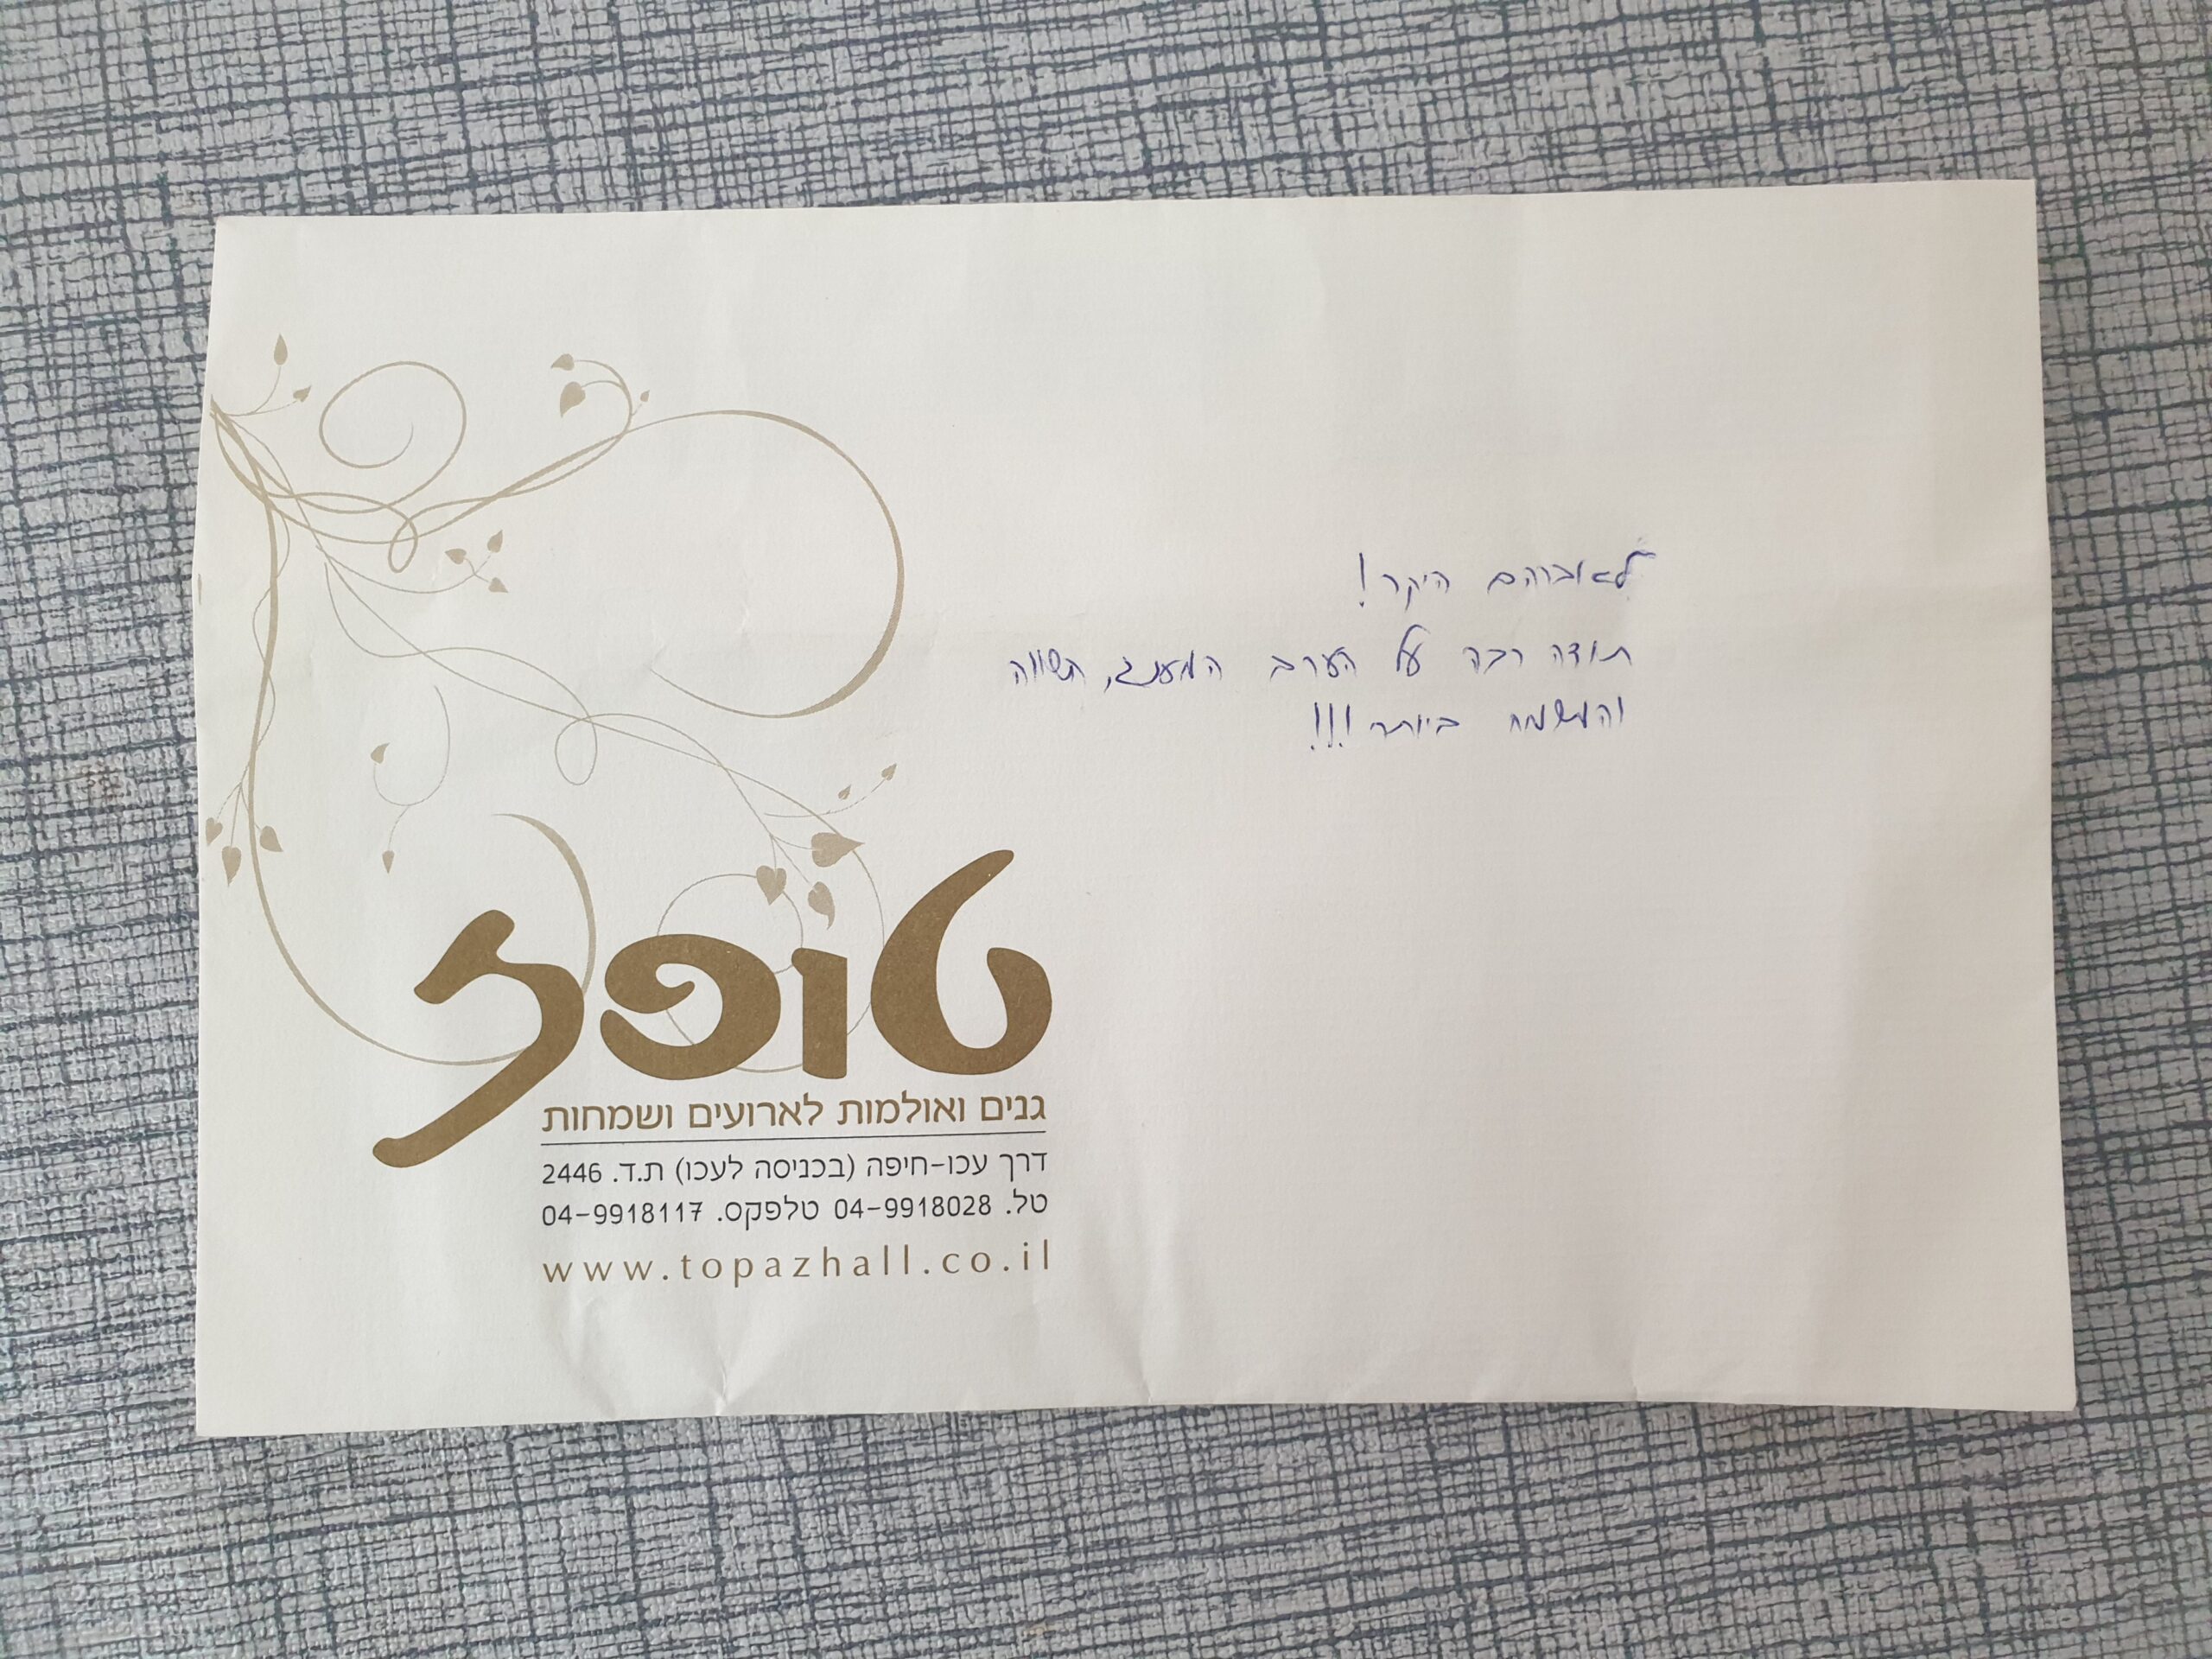 לאברהם היקר!
תודה רבה על הערב המענג,
והמשמח ביותר!!!
טופז
גנים ואולמות לארועים ושמחות
דרך עכו-חיפה (בכניסה לעכו) ת.ד. 2446
טל. 04-9918028 טלפקס. 04-9918117
www.topazhall.co.il